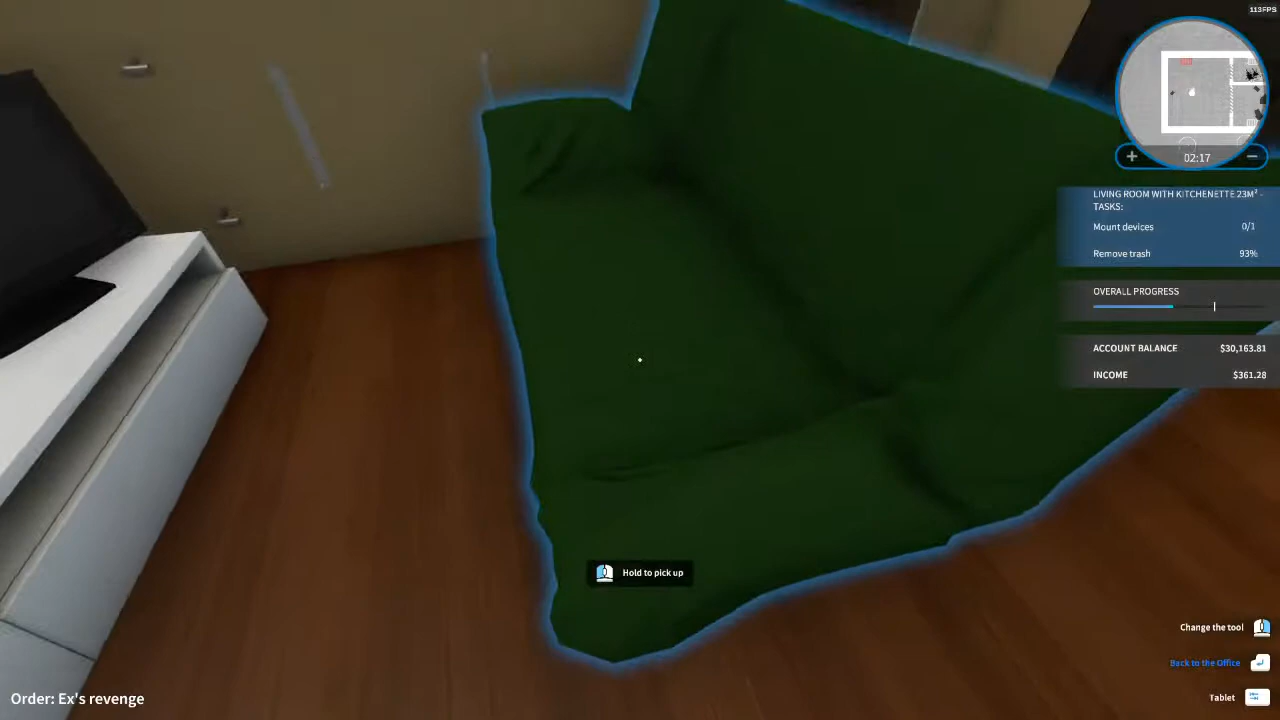 113FPS
02:17
LIVING ROOM WITH KITCHENETTE 23M² -
TASKS:
Mount devices 0/1
Remove trash 93%
OVERALL PROGRESS
ACCOUNT BALANCE $30,163.81
INCOME $361.28
Hold to pick up
Change the tool
Back to the Office
Tablet
Order: Ex's revenge